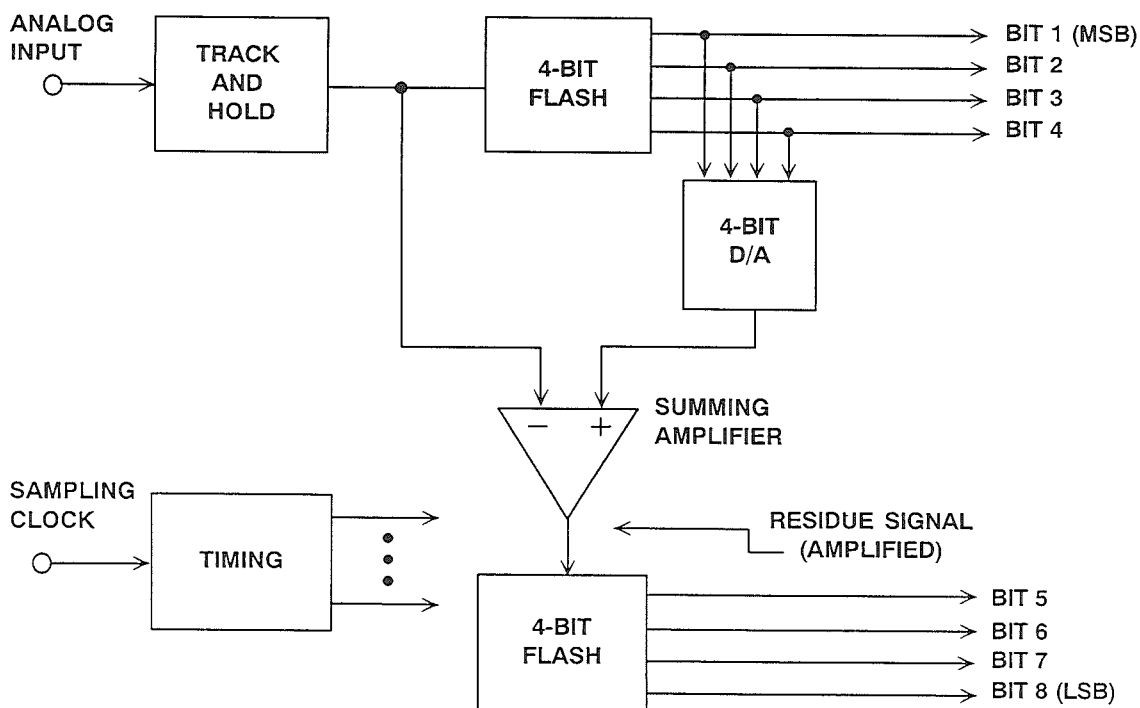 ANALOG
INPUT
TRACK
AND
HOLD
4-BIT
FLASH
BIT 1 (MSB)
BIT 2
BIT 3
BIT 4
4-BIT
D/A
SUMMING
AMPLIFIER
− +
SAMPLING
CLOCK
TIMING
RESIDUE SIGNAL
(AMPLIFIED)
4-BIT
FLASH
BIT 5
BIT 6
BIT 7
BIT 8 (LSB)